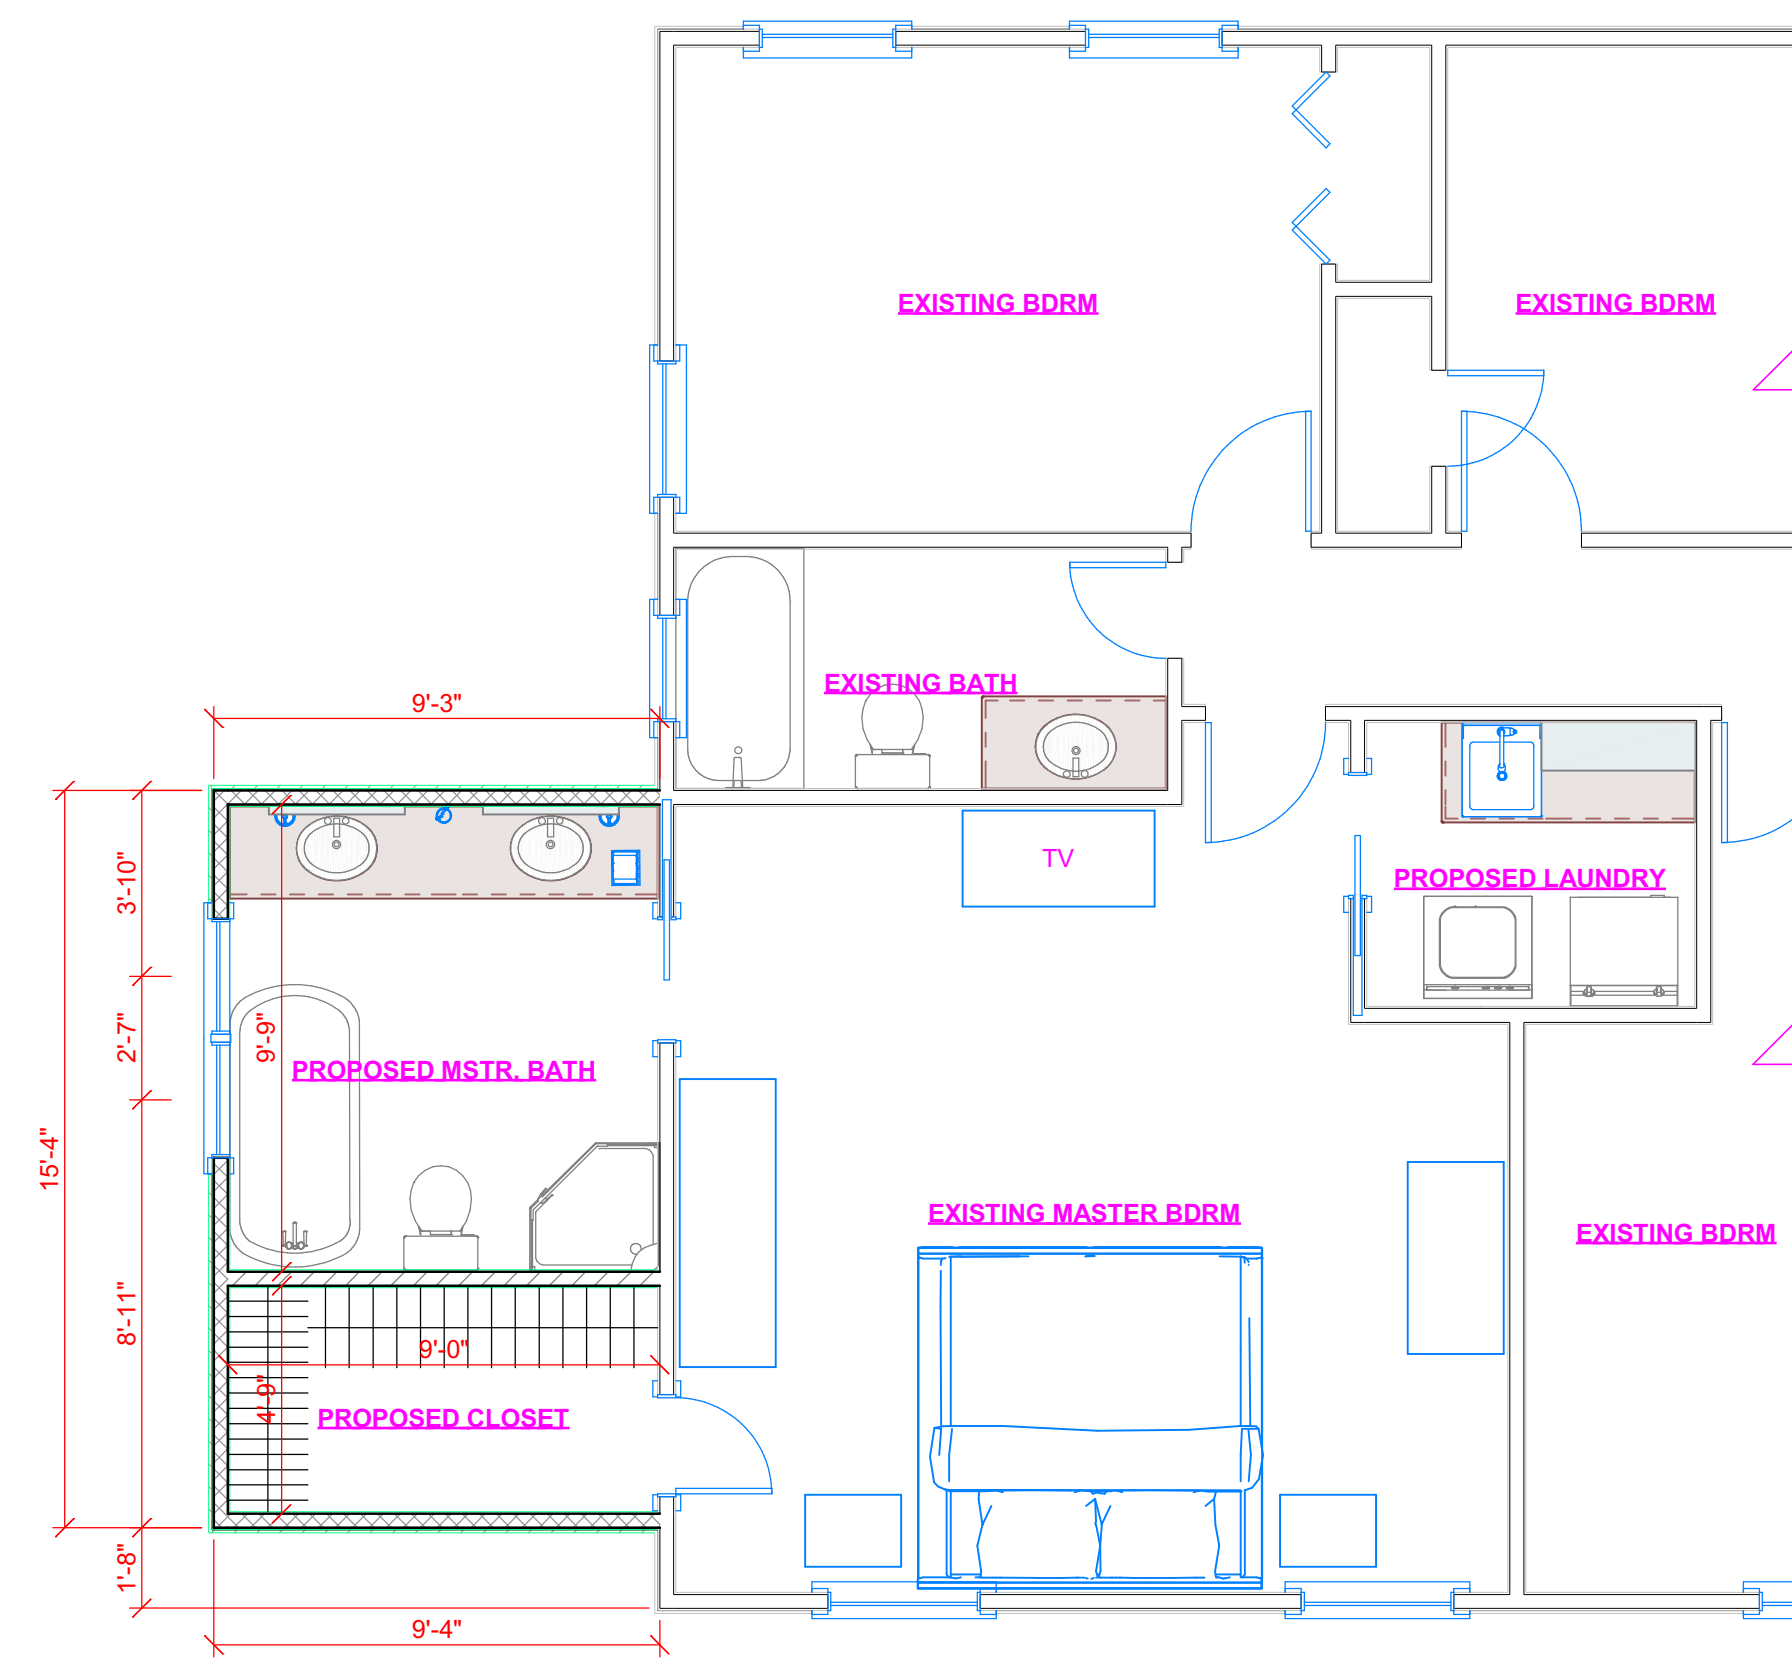 EXISTING BDRM
EXISTING BDRM
EXISTING BATH
9'-3"
TV
3'-10"
PROPOSED LAUNDRY
2'-7"
9'-9"
PROPOSED MSTR. BATH
15'-4"
EXISTING MASTER BDRM
EXISTING BDRM
8'-11"
9'-0"
4'-9"
PROPOSED CLOSET
1'-8"
9'-4"